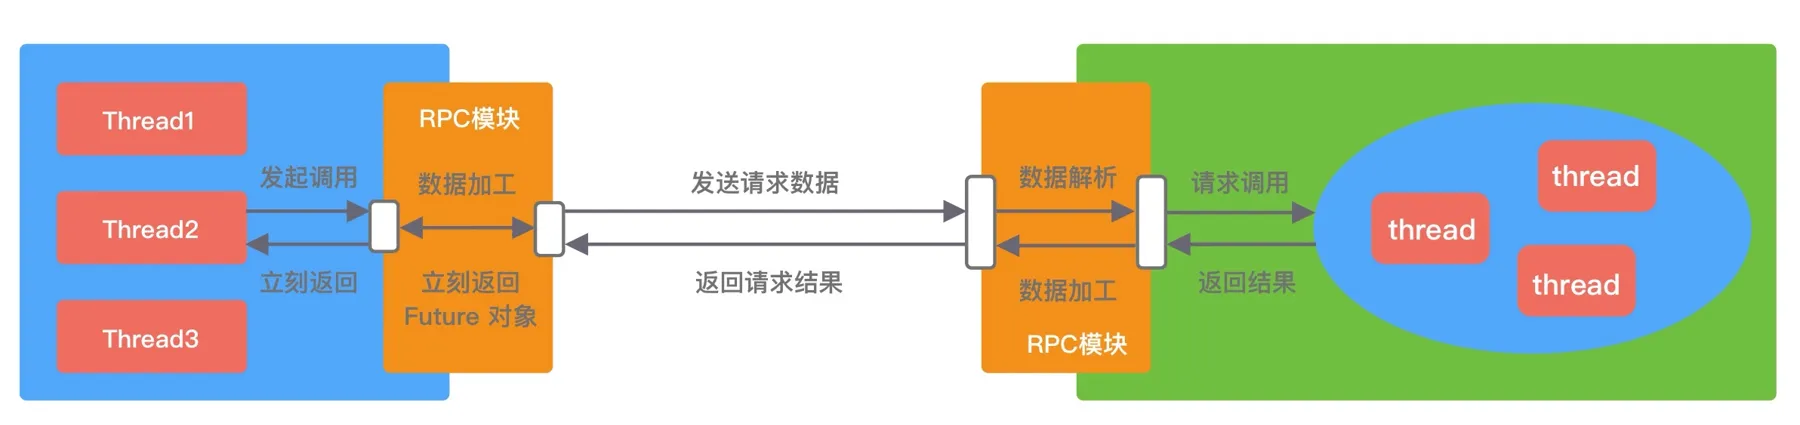 Thread1
Thread2
Thread3
发起调用
立刻返回
RPC模块
数据加工
立刻返回
Future 对象
发送请求数据
返回请求结果
数据解析
数据加工
RPC模块
请求调用
返回结果
thread
thread
thread